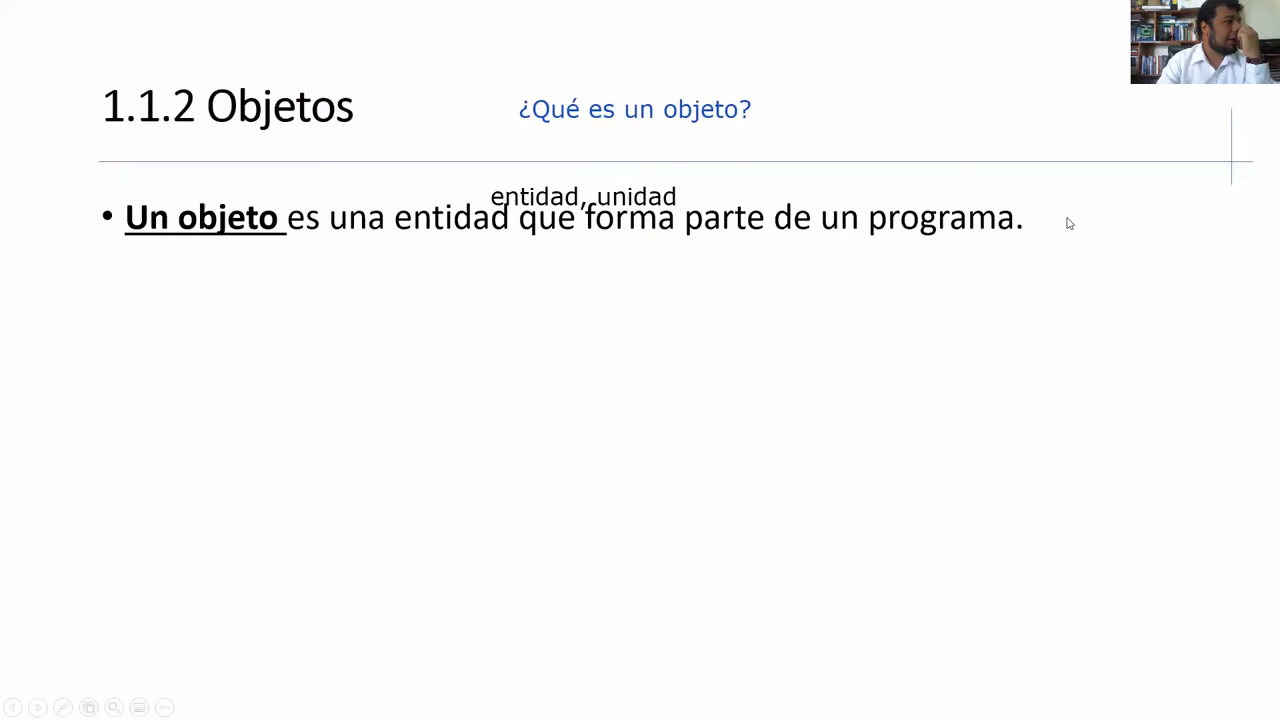 1.1.2 Objetos
¿Qué es un objeto?
entidad, unidad
• Un objeto es una entidad que forma parte de un programa.